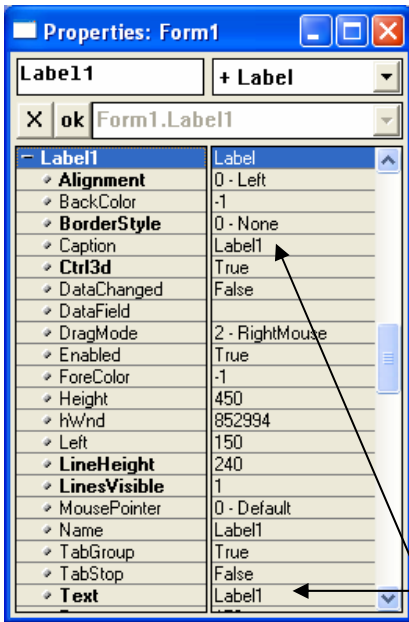 Properties: Form1
Label1 + Label
X ok Form1.Label1
Label1 Label
Alignment 0 - Left
BackColor -1
BorderStyle 0 - None
Caption Label1
Ctrl3d True
DataChanged False
DataField
DragMode 2 - RightMouse
Enabled True
ForeColor -1
Height 450
hWnd 852994
Left 150
LineHeight 240
LinesVisible 1
MousePointer 0 - Default
Name Label1
TabGroup True
TabStop False
Text Label1